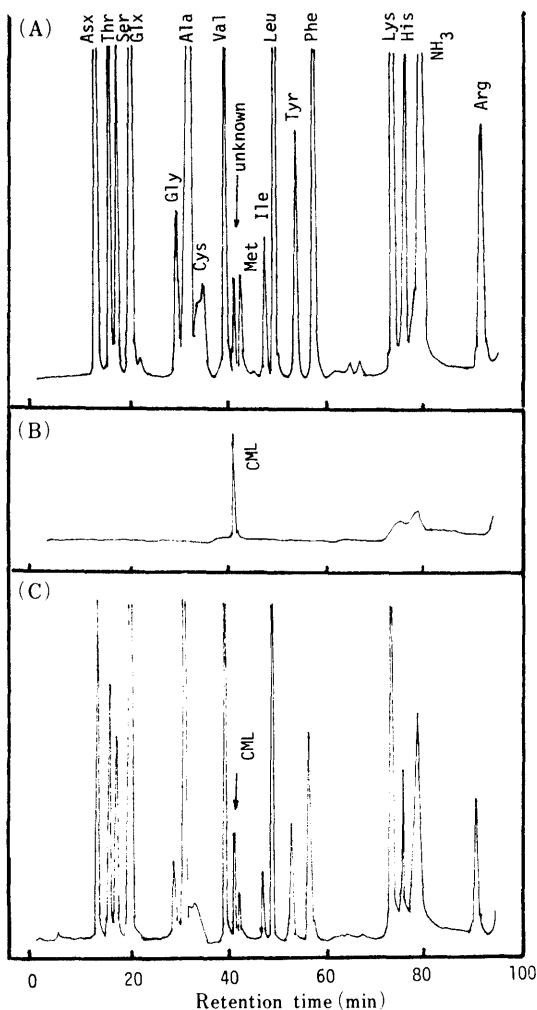 (A)
Asx
Thr
Ser
Glx
Gly
Ala
Cys
Val
unknown
Met
Ile
Leu
Tyr
Phe
Lys
His
NH3
Arg
(B)
CML
(C)
CML
0 20 40 60 80 100
Retention time (min)